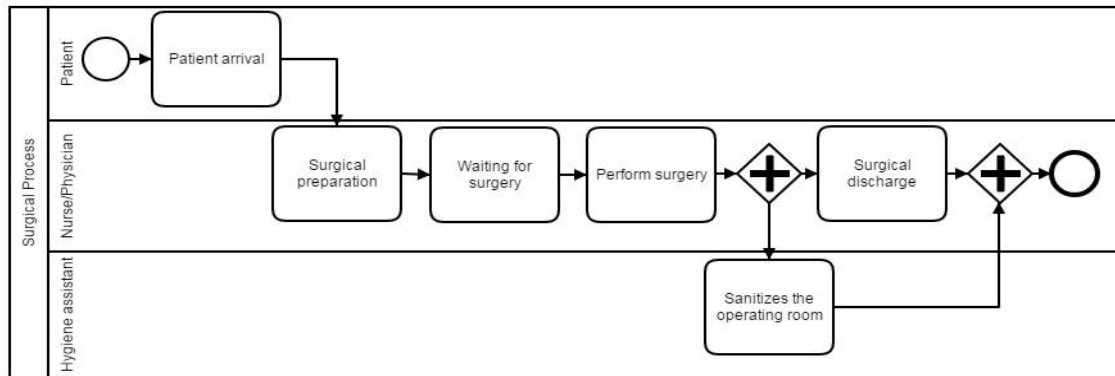 Surgical Process
Patient
Patient arrival
Nurse/Physician
Surgical
preparation
Waiting for
surgery
Perform surgery
Surgical
discharge
Hygiene assistant
Sanitizes the
operating room